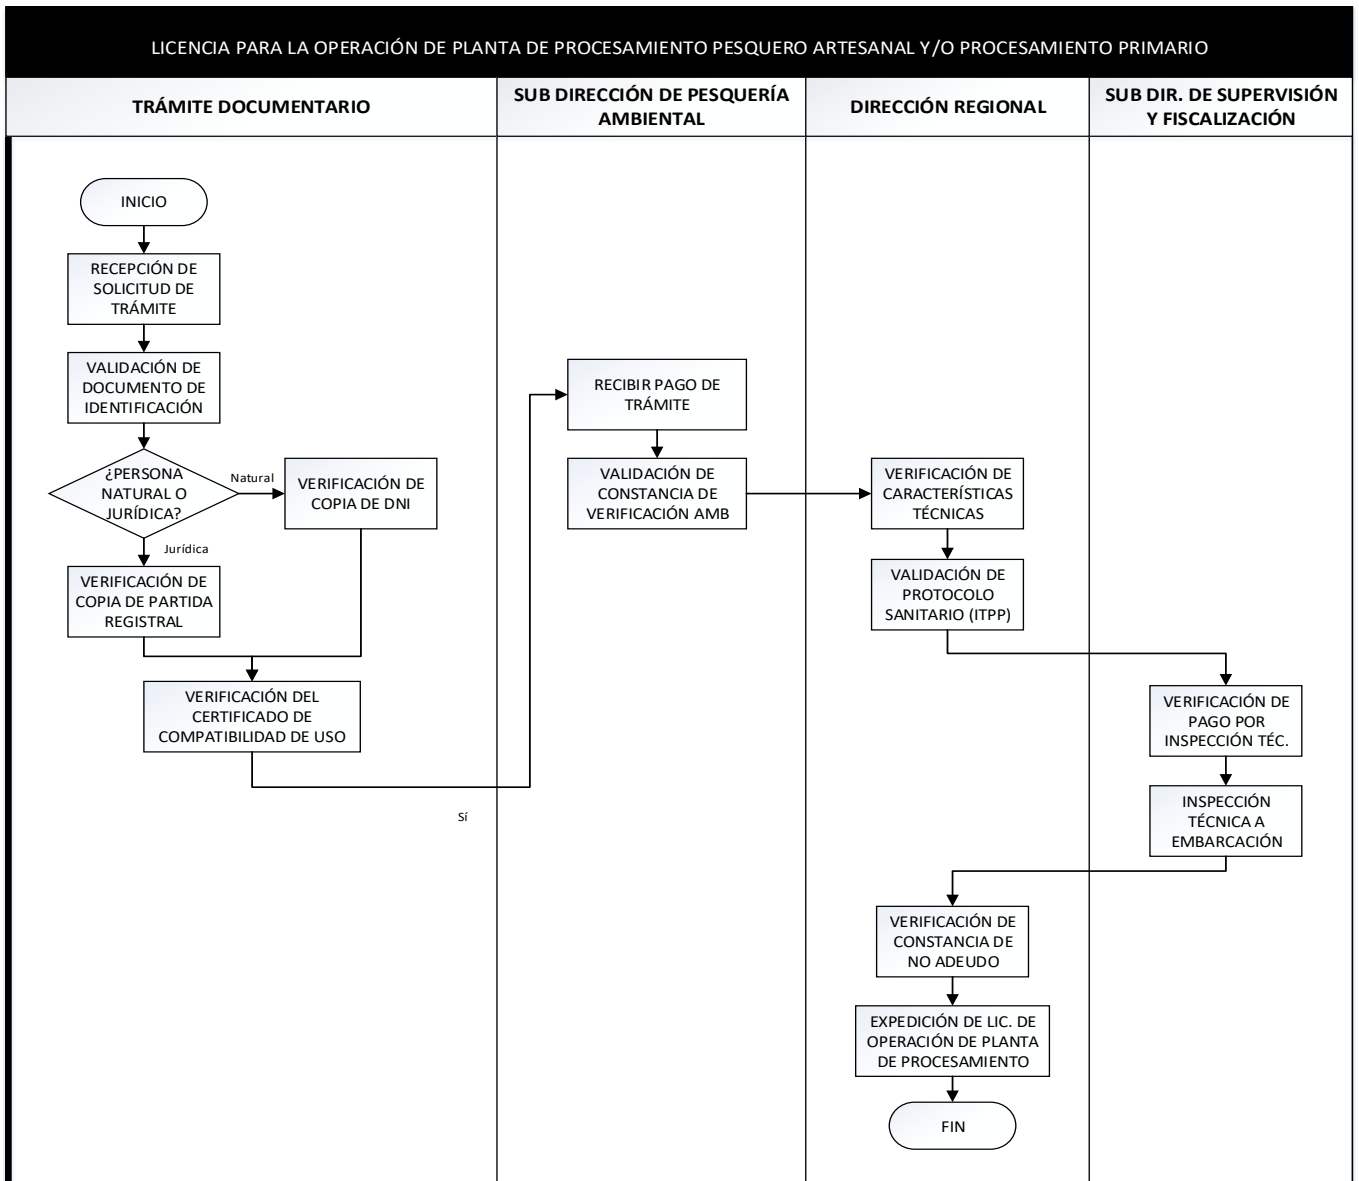 LICENCIA PARA LA OPERACIÓN DE PLANTA DE PROCESAMIENTO PESQUERO ARTESANAL Y/O PROCESAMIENTO PRIMARIO
TRÁMITE DOCUMENTARIO
SUB DIRECCIÓN DE PESQUERÍA
AMBIENTAL
DIRECCIÓN REGIONAL
SUB DIR. DE SUPERVISIÓN
Y FISCALIZACIÓN
INICIO
RECEPCIÓN DE
SOLICITUD DE
TRÁMITE
VALIDACIÓN DE
DOCUMENTO DE
IDENTIFICACIÓN
¿PERSONA
NATURAL O
JURÍDICA?
Natural
VERIFICACIÓN DE
COPIA DE DNI
Jurídica
VERIFICACIÓN DE
COPIA DE PARTIDA
REGISTRAL
VERIFICACIÓN DEL
CERTIFICADO DE
COMPATIBILIDAD DE USO
Sí
RECIBIR PAGO DE
TRÁMITE
VALIDACIÓN DE
CONSTANCIA DE
VERIFICACIÓN AMB
VERIFICACIÓN DE
CARACTERÍSTICAS
TÉCNICAS
VALIDACIÓN DE
PROTOCOLO
SANITARIO (ITPP)
VERIFICACIÓN DE
PAGO POR
INSPECCIÓN TÉC.
INSPECCIÓN
TÉCNICA A
EMBARCACIÓN
VERIFICACIÓN DE
CONSTANCIA DE
NO ADEUDO
EXPEDICIÓN DE LIC. DE
OPERACIÓN DE PLANTA
DE PROCESAMIENTO
FIN